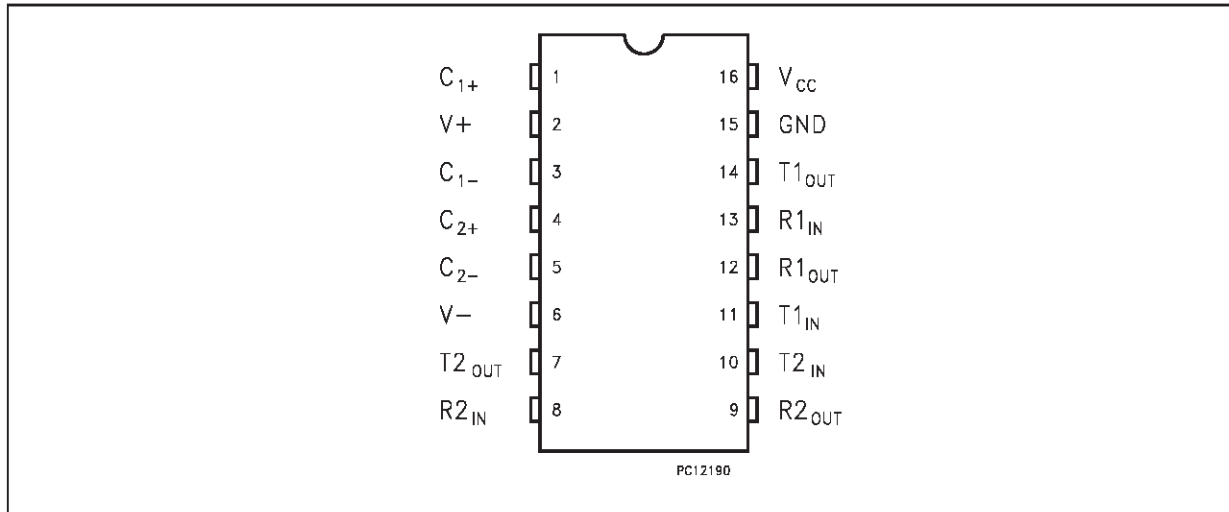 C1+ 1 16 VCC
V+ 2 15 GND
C1− 3 14 T1OUT
C2+ 4 13 R1IN
C2− 5 12 R1OUT
V− 6 11 T1IN
T2OUT 7 10 T2IN
R2IN 8 9 R2OUT
PC12190